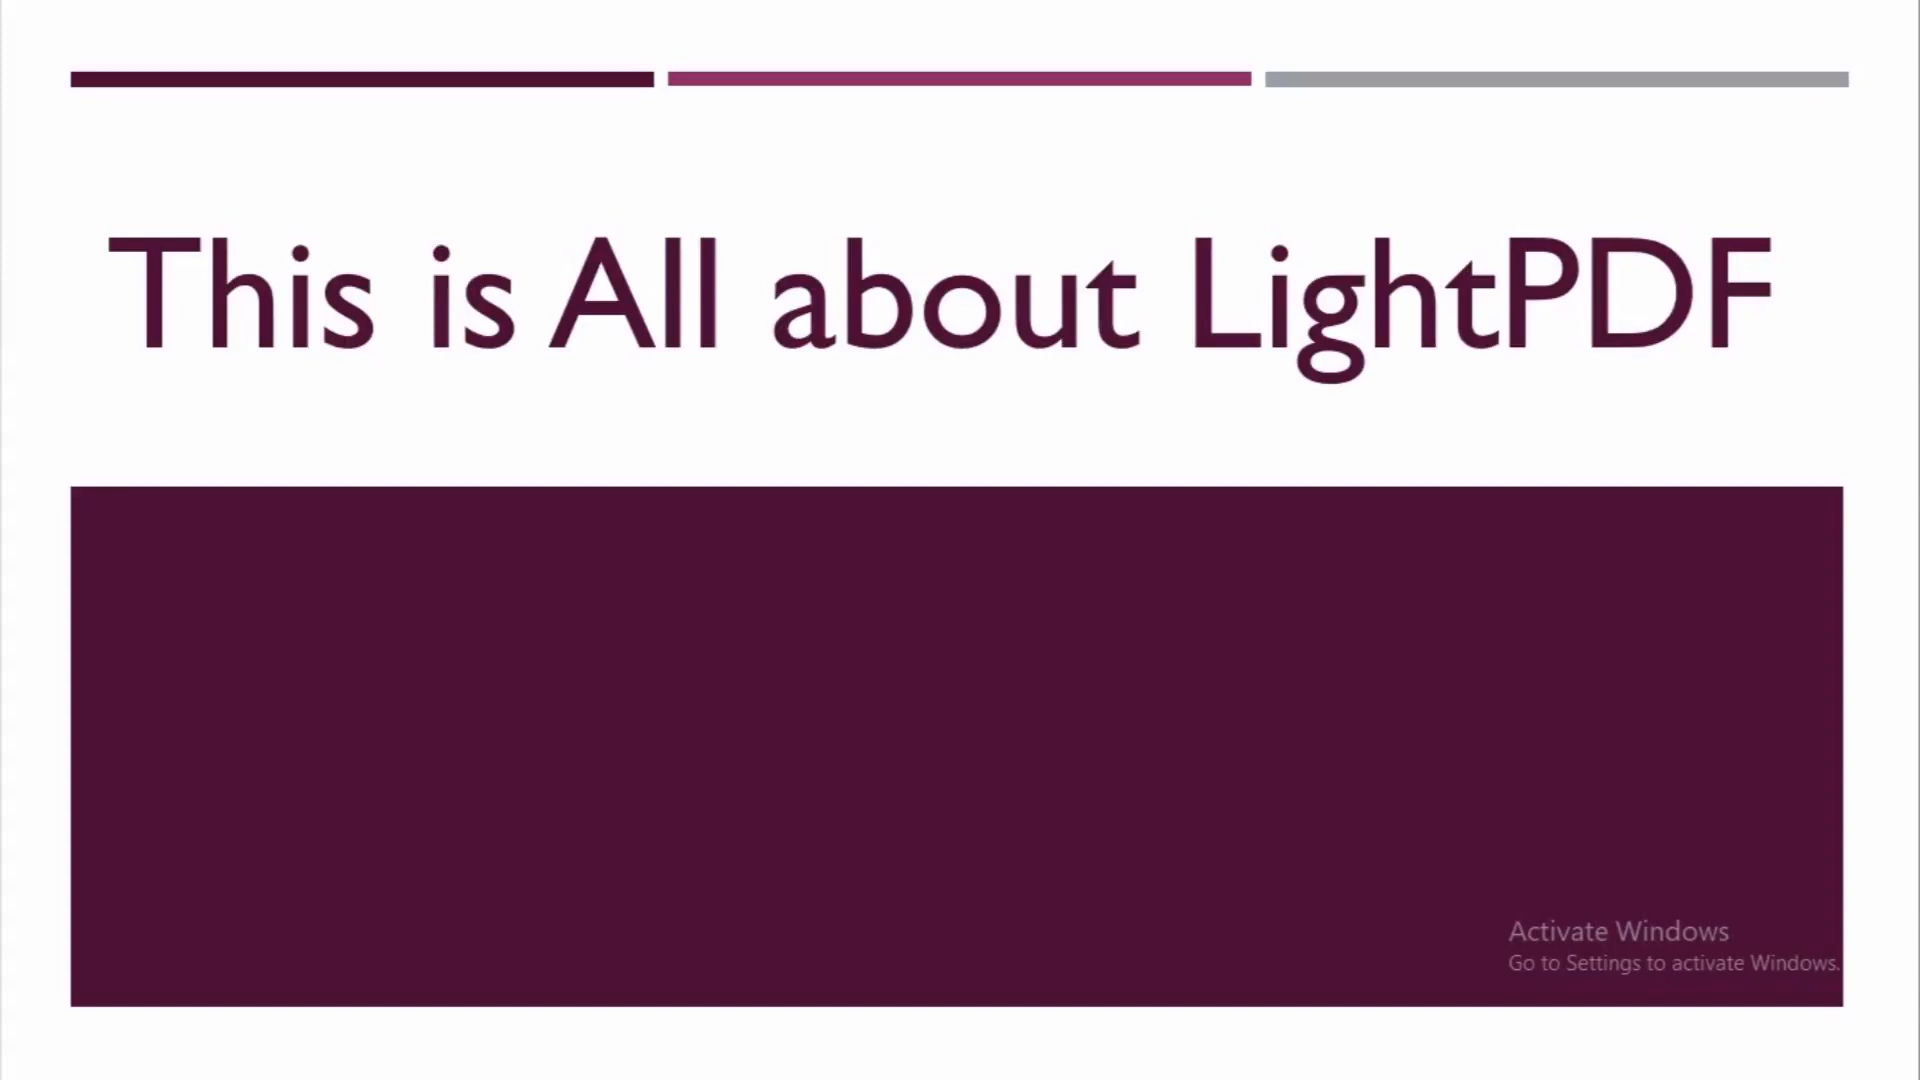 This is All about LightPDF
Activate Windows
Go to Settings to activate Windows.